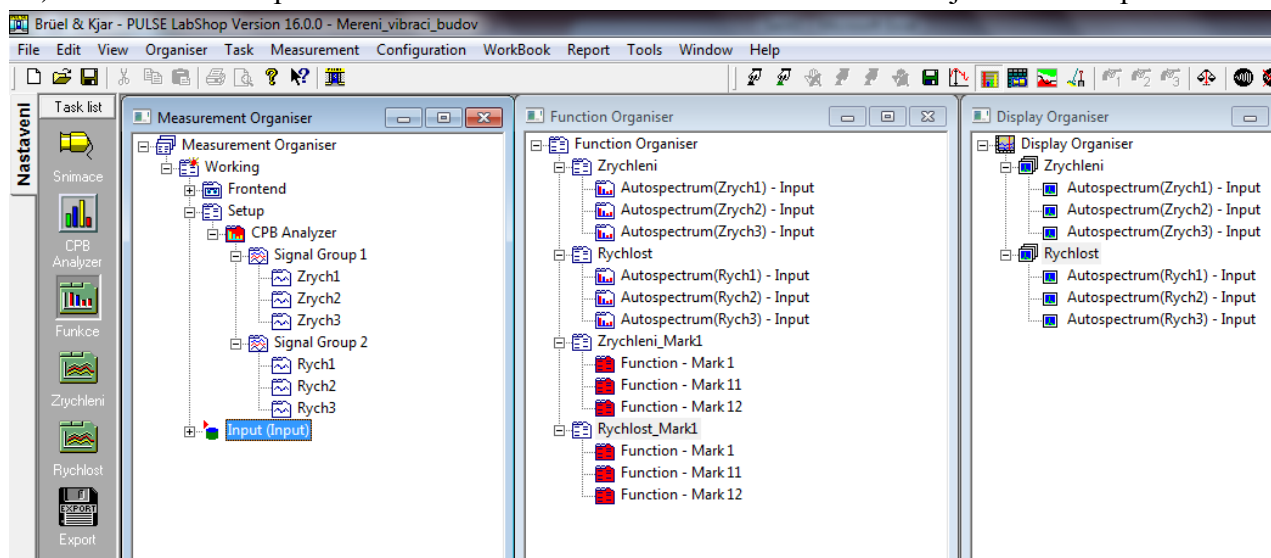 Brüel & Kjar - PULSE LabShop Version 16.0.0 - Mereni_vibraci_budov
File Edit View Organiser Task Measurement Configuration WorkBook Report Tools Window Help
Nastaveni
Task list
Snimace
CPB
Analyzer
Funkce
Zrychleni
Rychlost
EXPORT
Export
Measurement Organiser
Measurement Organiser
Working
Frontend
Setup
CPB Analyzer
Signal Group 1
Zrych1
Zrych2
Zrych3
Signal Group 2
Rych1
Rych2
Rych3
Input (Input)
Function Organiser
Function Organiser
Zrychleni
Autospectrum(Zrych1) - Input
Autospectrum(Zrych2) - Input
Autospectrum(Zrych3) - Input
Rychlost
Autospectrum(Rych1) - Input
Autospectrum(Rych2) - Input
Autospectrum(Rych3) - Input
Zrychleni_Mark1
Function - Mark 1
Function - Mark 11
Function - Mark 12
Rychlost_Mark1
Function - Mark 1
Function - Mark 11
Function - Mark 12
Display Organiser
Display Organiser
Zrychleni
Autospectrum(Zrych1) - Input
Autospectrum(Zrych2) - Input
Autospectrum(Zrych3) - Input
Rychlost
Autospectrum(Rych1) - Input
Autospectrum(Rych2) - Input
Autospectrum(Rych3) - Input